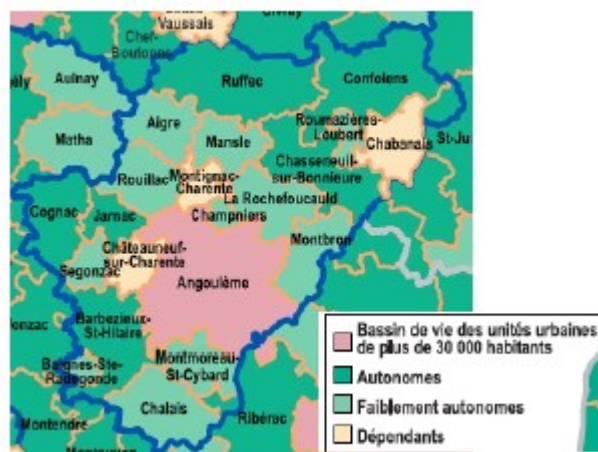 Civray
Vaussais
Chef-
Boutonne
Aulnay
Ruffec
Confolens
Aigre
Roumazières-
Loubert
Matha
Mansle
Chabanais
St-Ju
Chasseneuil
-sur-Bonnieure
Montignac-
Charente
Rouillac
La Rochefoucauld
Cognac
Jarnac
Champniers
Montbron
Châteauneuf
-sur-Charente
Segonzac
Angoulême
Barbezieux-
St-Hilaire
onzac
Baignes-Ste-
Radegonde
Montmoreau-
St-Cybard
Chalais
Montendre
Ribérac
Bassin de vie des unités urbaines
de plus de 30 000 habitants
Autonomes
Faiblement autonomes
Dépendants